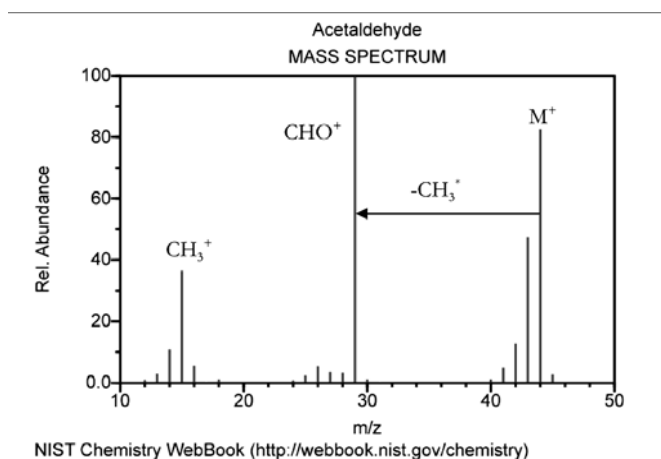 Acetaldehyde
MASS SPECTRUM
100
CHO⁺
M⁺
80
-CH₃˙
60
CH₃⁺
40
20
0.0
Rel. Abundance
10 20 30 40 50
m/z
NIST Chemistry WebBook (http://webbook.nist.gov/chemistry)